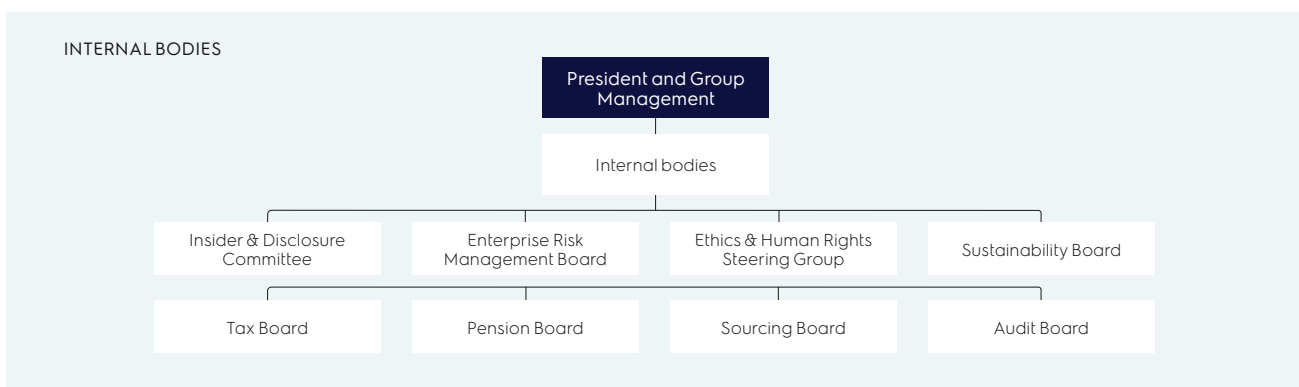 INTERNAL BODIES
President and Group
Management
Internal bodies
Insider & Disclosure
Committee
Enterprise Risk
Management Board
Ethics & Human Rights
Steering Group
Sustainability Board
Tax Board
Pension Board
Sourcing Board
Audit Board